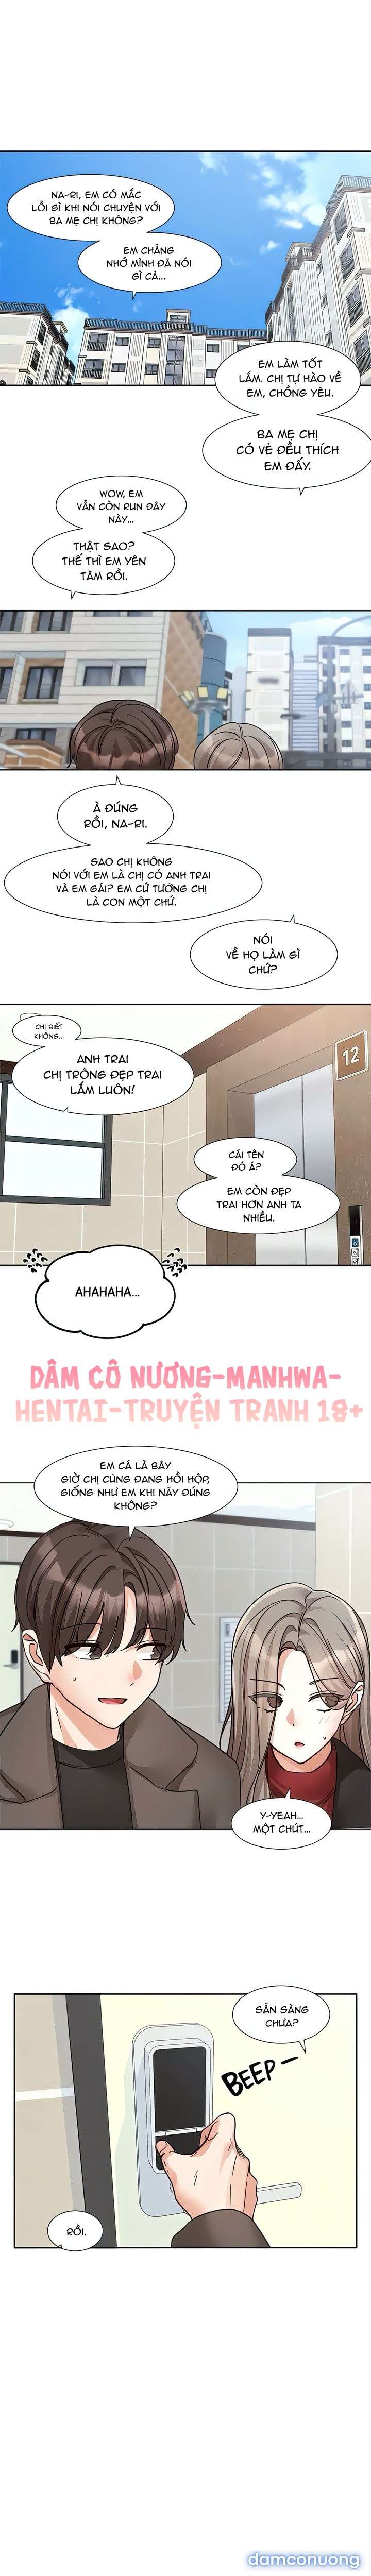 NA-RI, EM CÓ MẮC
LỖI GÌ KHI NÓI CHUYỆN VỚI
BA MẸ CHỊ KHÔNG?
EM CHẲNG
NHỚ MÌNH ĐÃ NÓI
GÌ CẢ...
EM LÀM TỐT
LẮM. CHỊ TỰ HÀO VỀ
EM, CHỒNG YÊU.
BA MẸ CHỊ
CÓ VẺ ĐỀU THÍCH
EM ĐẤY.
WOW, EM
VẪN CÒN RUN ĐÂY
NÀY...
THẬT SAO?
THẾ THÌ EM YÊN
TÂM RỒI.
À ĐÚNG
RỒI, NA-RI.
SAO CHỊ KHÔNG
NÓI VỚI EM LÀ CHỊ CÓ ANH TRAI
VÀ EM GÁI? EM CỨ TƯỞNG CHỊ
LÀ CON MỘT CHỨ.
NÓI
VỀ HỌ LÀM GÌ
CHỨ?
CHỊ BIẾT
KHÔNG...
ANH TRAI
CHỊ TRÔNG ĐẸP TRAI
LẮM LUÔN!
12
CÁI TÊN
ĐÓ Á?
EM CÒN ĐẸP
TRAI HƠN ANH TA
NHIỀU.
AHAHAHA...
DÂM CÔ NƯƠNG-MANHWA-
HENTAI-TRUYỆN TRANH 18+
EM CÁ LÀ BÂY
GIỜ CHỊ CŨNG ĐANG HỒI HỘP,
GIỐNG NHƯ EM KHI NÃY ĐÚNG
KHÔNG?
Y-YEAH...
MỘT CHÚT...
SẴN SÀNG
CHƯA?
BEEP—
RỒI.
damconuong